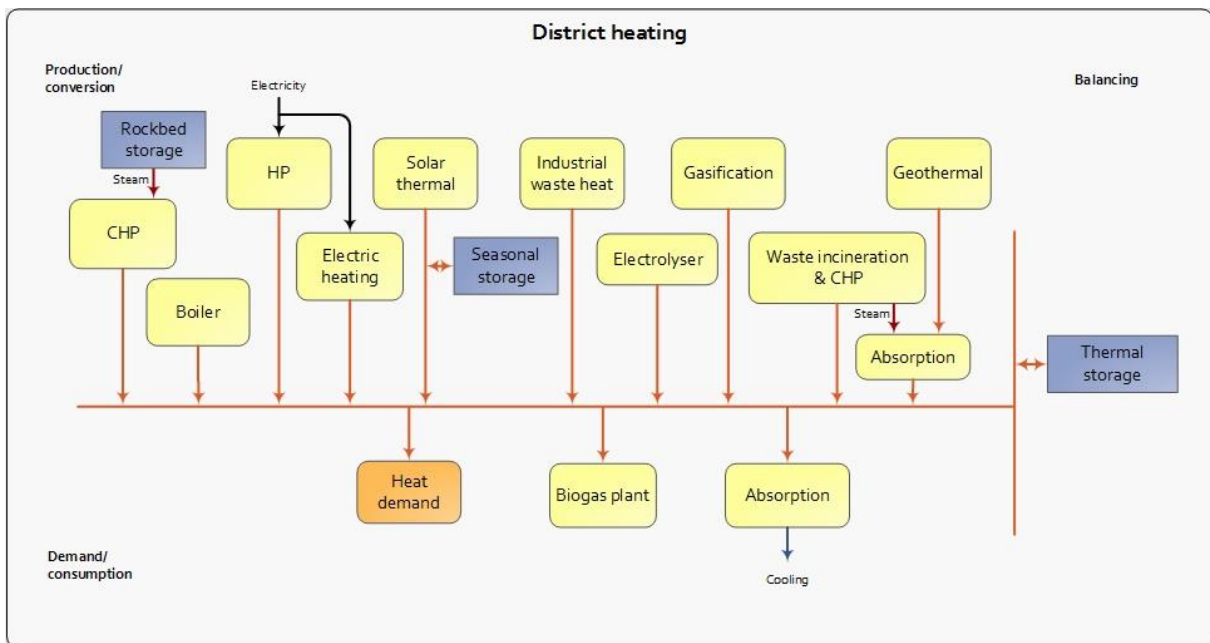 District heating
Production/
conversion
Balancing
Electricity
Rockbed
storage
Steam
CHP
Boiler
HP
Electric
heating
Solar
thermal
Seasonal
storage
Industrial
waste heat
Electrolyser
Gasification
Waste incineration
& CHP
Steam
Geothermal
Absorption
Thermal
storage
Heat
demand
Biogas plant
Absorption
Cooling
Demand/
consumption